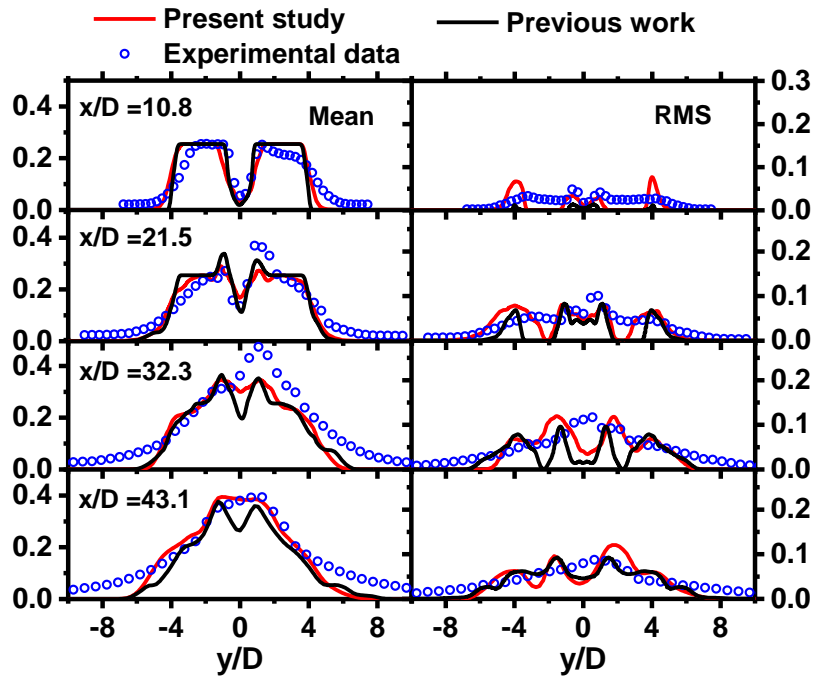 Present study
Previous work
Experimental data
x/D =10.8
Mean
RMS
0.4
0.2
0.0
0.3
0.2
0.1
0.0
x/D =21.5
0.4
0.2
0.0
0.2
0.1
0.0
x/D =32.3
0.4
0.2
0.0
0.2
0.1
0.0
x/D =43.1
0.4
0.2
0.0
0.2
0.1
0.0
-8 -4 0 4 8 -8 -4 0 4 8
y/D y/D